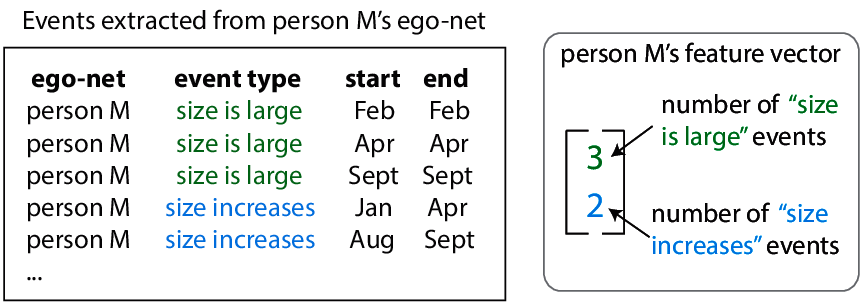 Events extracted from person M's ego-net
ego-net event type start end
person M size is large Feb Feb
person M size is large Apr Apr
person M size is large Sept Sept
person M size increases Jan Apr
person M size increases Aug Sept
...
person M's feature vector
number of “size
is large” events
3
2
number of “size
increases” events